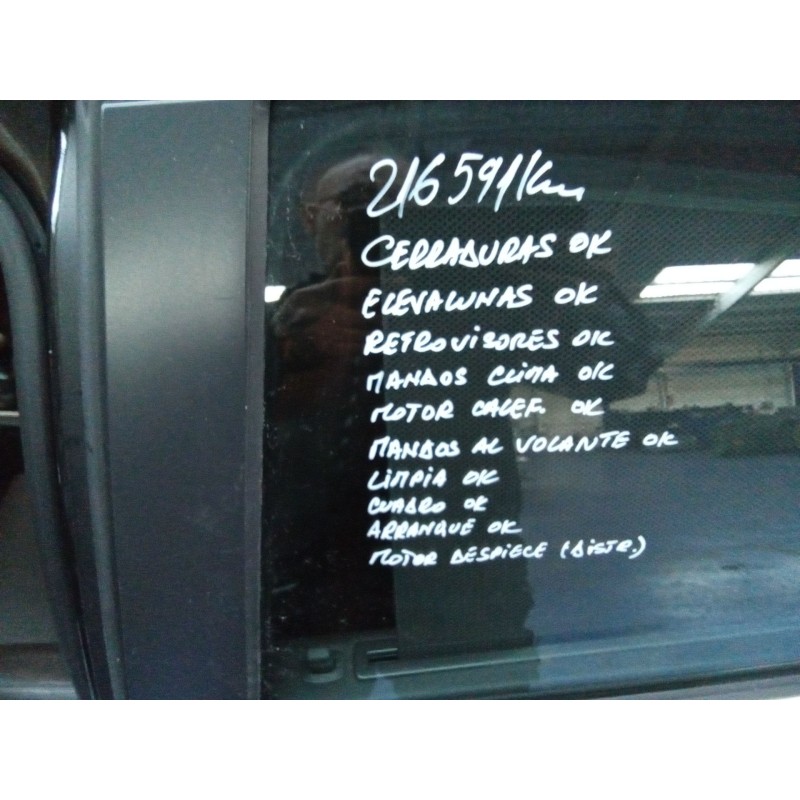 216591Km
CERRADURAS OK
ELEVALUNAS OK
RETROVISORES OK
MANDOS CLIMA OK
MOTOR CALEF. OK
MANDOS AL VOLANTE OK
LIMPIA OK
CUADRO OK
ARRANQUE OK
MOTOR DESPIECE (DISTR.)